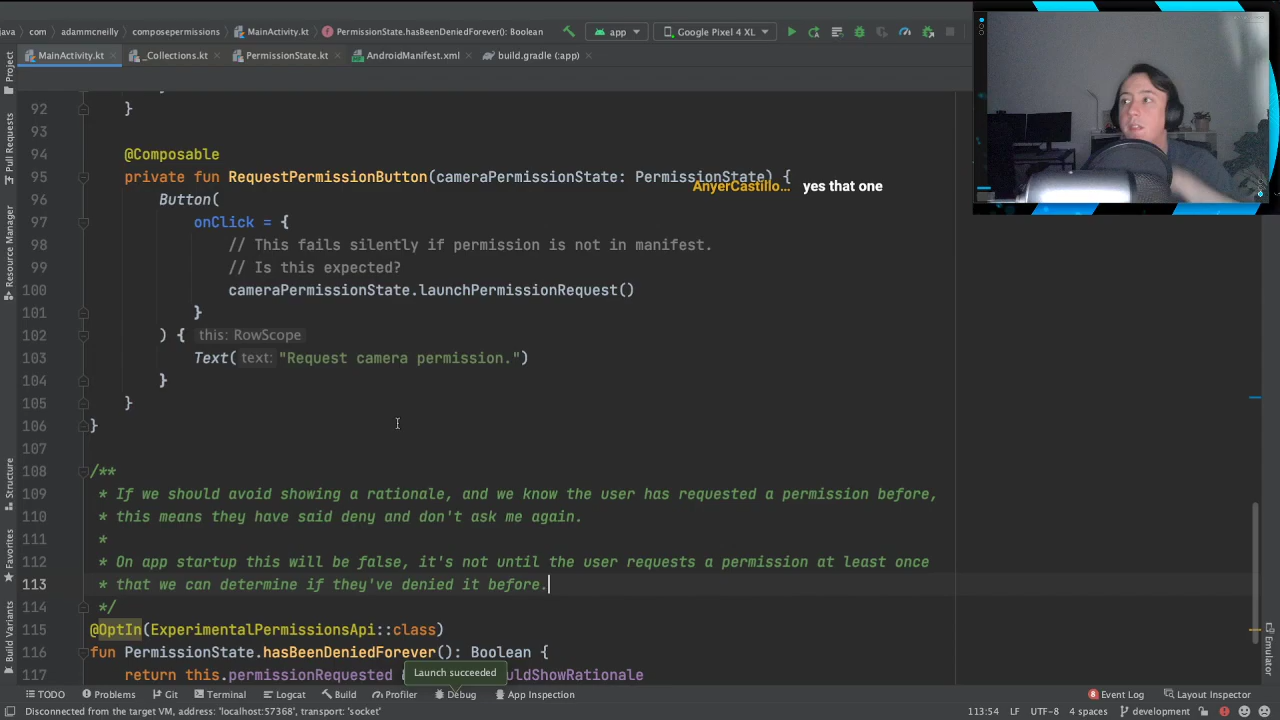 java
com
adammcneilly
composepermissions
MainActivity.kt
PermissionState.hasBeenDeniedForever(): Boolean
app
Google Pixel 4 XL
MainActivity.kt
_Collections.kt
PermissionState.kt
AndroidManifest.xml
build.gradle (:app)
Project
Pull Requests
Resource Manager
Structure
Favorites
Build Variants
92 }
93
94 @Composable
95 private fun RequestPermissionButton(cameraPermissionState: PermissionState) {
AnyerCastillo... yes that one
96 Button(
97 onClick = {
98 // This fails silently if permission is not in manifest.
99 // Is this expected?
100 cameraPermissionState.launchPermissionRequest()
101 }
102 ) { this: RowScope
103 Text( text: "Request camera permission.")
104 }
105 }
106 }
107
108 /**
109 * If we should avoid showing a rationale, and we know the user has requested a permission before,
110 * this means they have said deny and don't ask me again.
111 *
112 * On app startup this will be false, it's not until the user requests a permission at least once
113 * that we can determine if they've denied it before.
114 */
115 @OptIn(ExperimentalPermissionsApi::class)
116 fun PermissionState.hasBeenDeniedForever(): Boolean {
Launch succeeded
117 return this.permissionRequested
Emulator
TODO
Problems
Git
Terminal
Logcat
Build
Profiler
Debug
App Inspection
8 Event Log
Layout Inspector
Disconnected from the target VM, address: 'localhost:57368', transport: 'socket'
113:54
LF
UTF-8
4 spaces
development